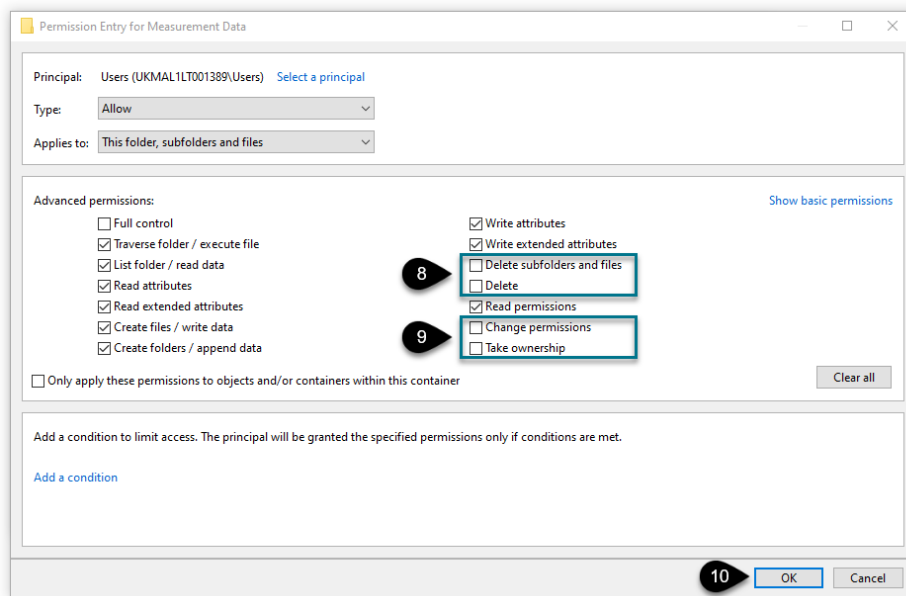 Permission Entry for Measurement Data
Principal: Users (UKMAL1LT001389\Users) Select a principal
Type: Allow
Applies to: This folder, subfolders and files
Advanced permissions: Show basic permissions
Full control
Traverse folder / execute file
List folder / read data
Read attributes
Read extended attributes
Create files / write data
Create folders / append data
Write attributes
Write extended attributes
8
Delete subfolders and files
Delete
Read permissions
9
Change permissions
Take ownership
Only apply these permissions to objects and/or containers within this container
Clear all
Add a condition to limit access. The principal will be granted the specified permissions only if conditions are met.
Add a condition
10 OK Cancel